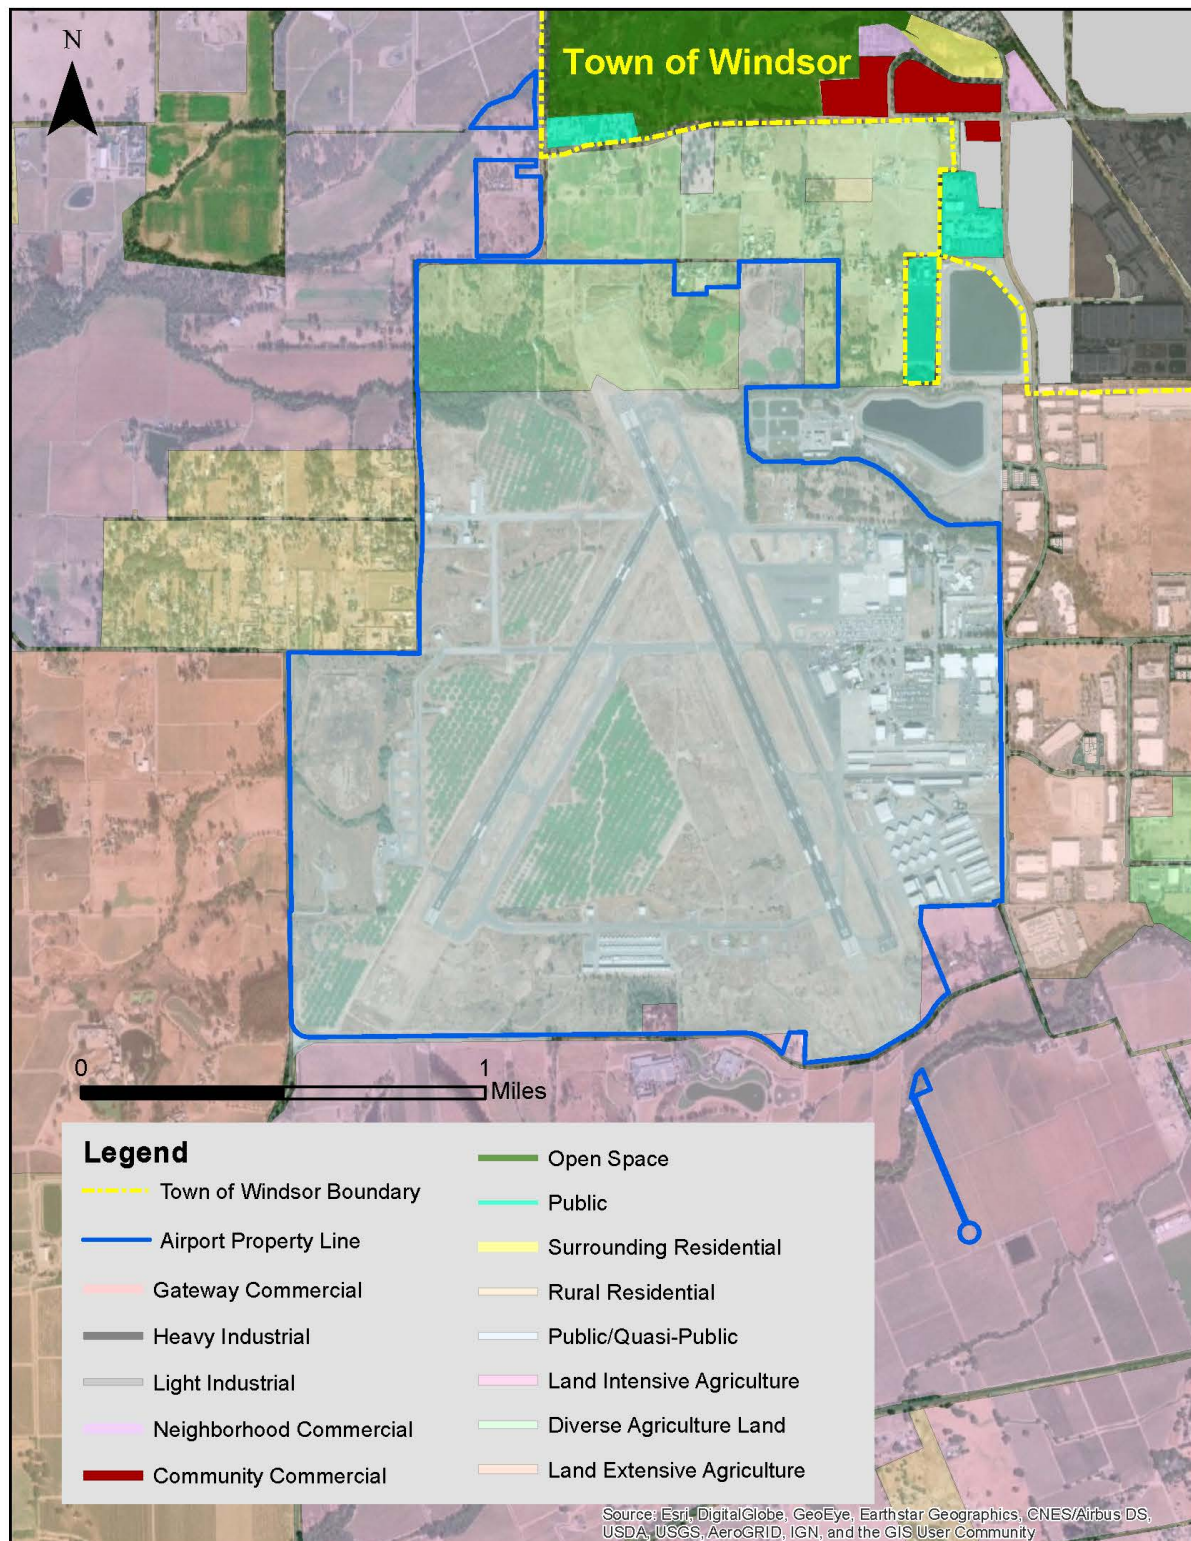 N
Town of Windsor
0 1
Miles
Legend
Town of Windsor Boundary
Airport Property Line
Gateway Commercial
Heavy Industrial
Light Industrial
Neighborhood Commercial
Community Commercial
Open Space
Public
Surrounding Residential
Rural Residential
Public/Quasi-Public
Land Intensive Agriculture
Diverse Agriculture Land
Land Extensive Agriculture
Source: Esri, DigitalGlobe, GeoEye, Earthstar Geographics, CNES/Airbus DS,
USDA, USGS, AeroGRID, IGN, and the GIS User Community